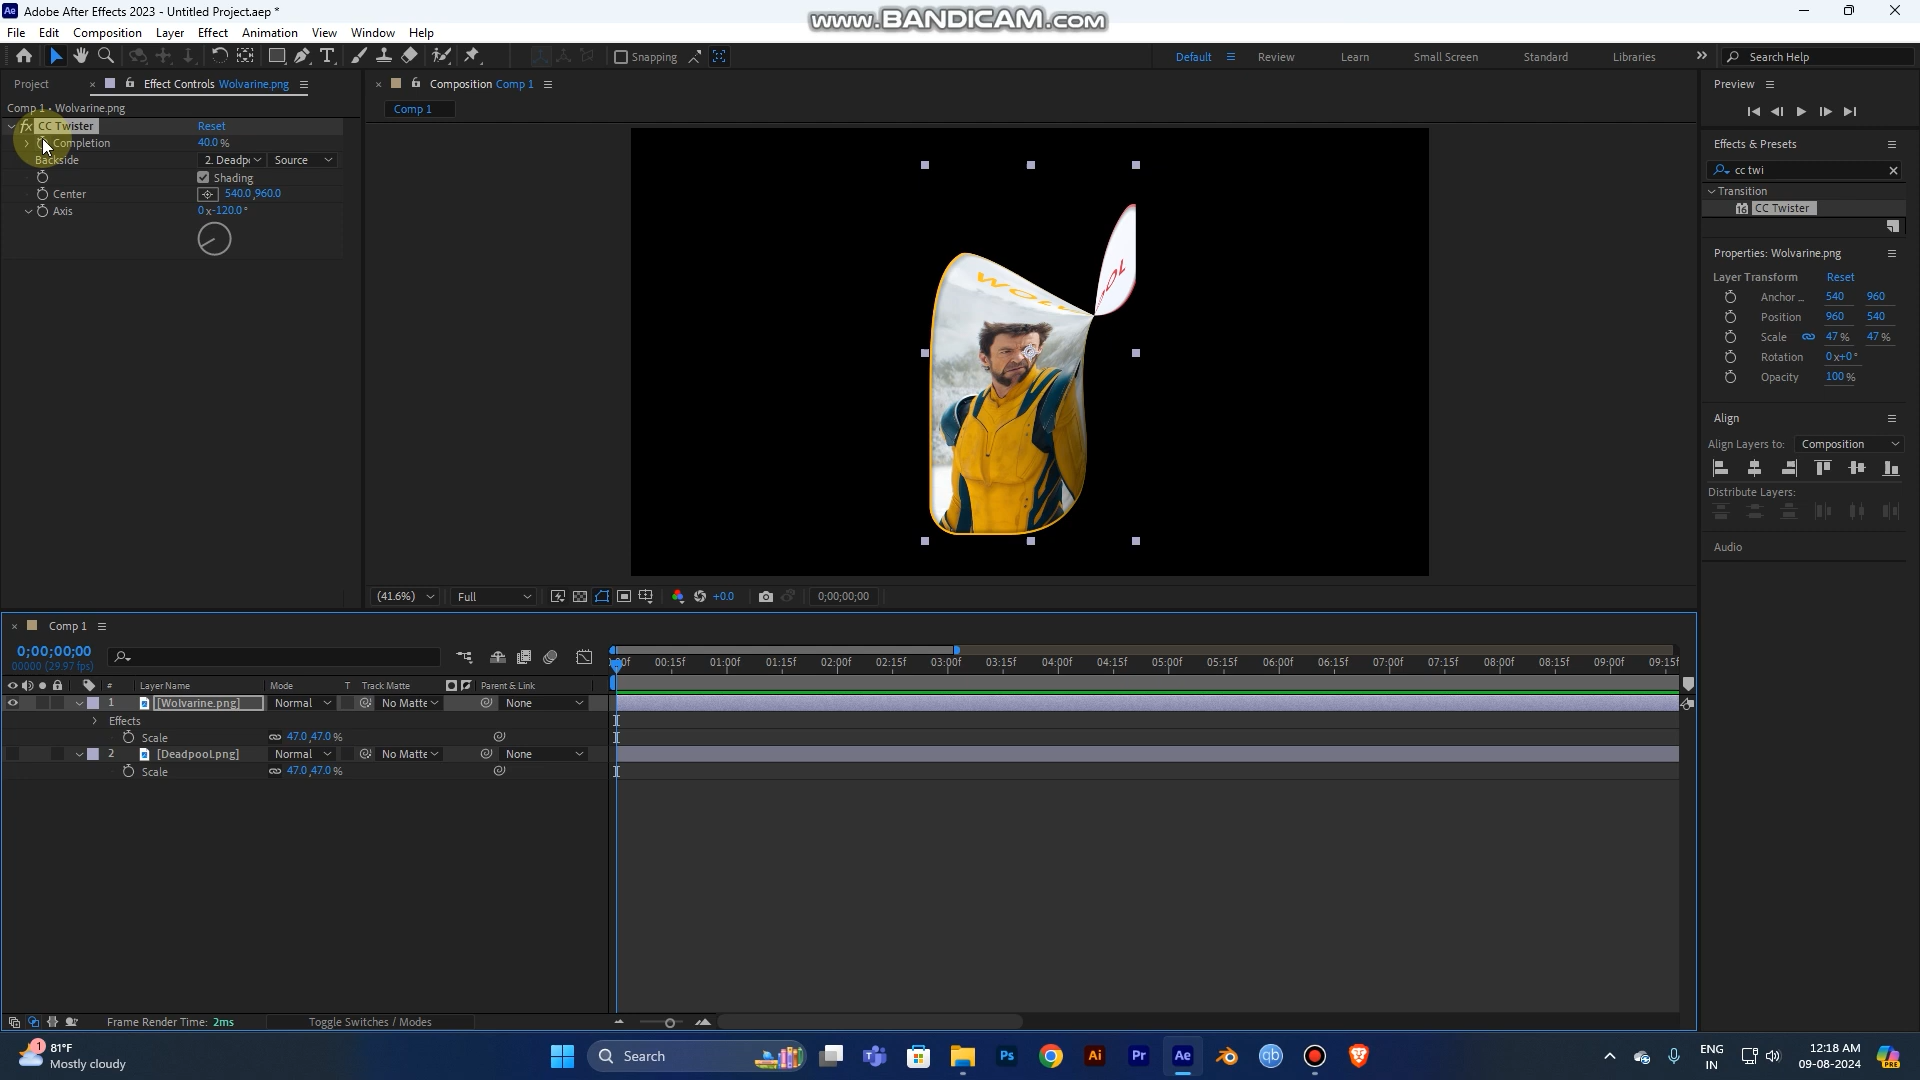 Adobe After Effects 2023 - Untitled Project.aep *
www.BANDICAM.com
File Edit Composition Layer Effect Animation View Window Help
Snapping
Default Review Learn Small Screen Standard Libraries Search Help
Project Effect Controls Wolvarine.png
Comp 1 • Wolvarine.png
fx CC Twister Reset
Completion 40.0 %
Backside 2. Deadp Source
Shading
Center 540.0,960.0
Axis 0x-120.0°
Composition Comp 1
Comp 1
(41.6%) Full +0.0 0;00;00;00
Preview
Effects & Presets
cc twi
Transition
CC Twister
Properties: Wolvarine.png
Layer Transform Reset
Anchor ... 540 960
Position 960 540
Scale 47 % 47 %
Rotation 0x+0°
Opacity 100 %
Align
Align Layers to: Composition
Distribute Layers:
Audio
Comp 1
0;00;00;00
00000 (29.97 fps)
00:15f 01:00f 01:15f 02:00f 02:15f 03:00f 03:15f 04:00f 04:15f 05:00f 05:15f 06:00f 06:15f 07:00f 07:15f 08:00f 08:15f 09:00f 09:15f
# Layer Name Mode T Track Matte Parent & Link
1 [Wolvarine.png] Normal No Matte None
Effects
Scale 47.0,47.0 %
2 [Deadpool.png] Normal No Matte None
Scale 47.0,47.0 %
Frame Render Time: 2ms Toggle Switches / Modes
81°F
Mostly cloudy
Search
ENG
IN
12:18 AM
09-08-2024